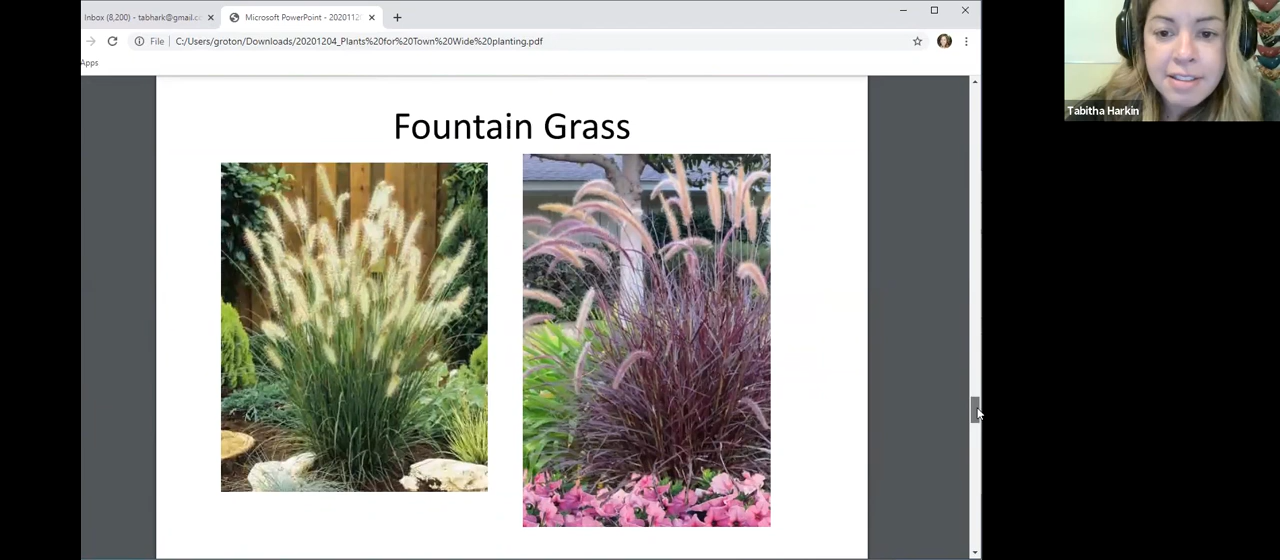 Inbox (8,200) - tabhark@gmail.cc
Microsoft PowerPoint - 2020112
File
C:/Users/groton/Downloads/20201204_Plants%20for%20Town%20Wide%20planting.pdf
Apps
Fountain Grass
Tabitha Harkin